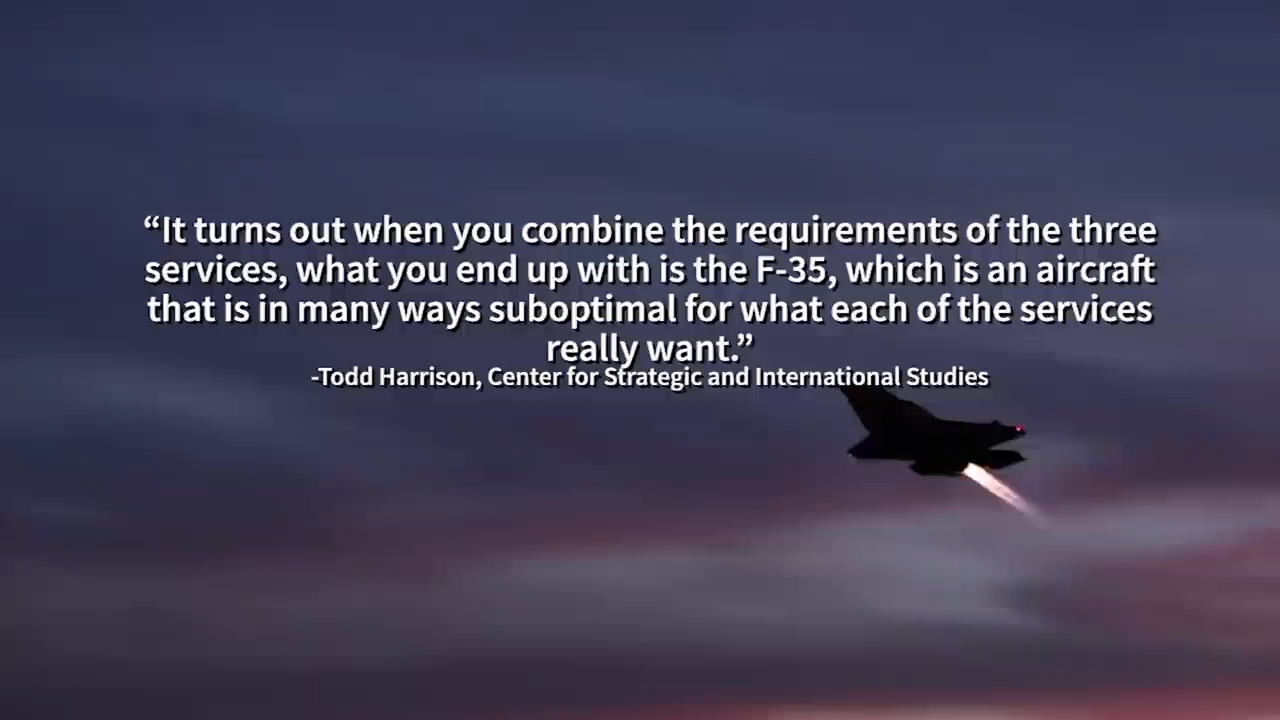 “It turns out when you combine the requirements of the three
services, what you end up with is the F-35, which is an aircraft
that is in many ways suboptimal for what each of the services
really want.”
-Todd Harrison, Center for Strategic and International Studies